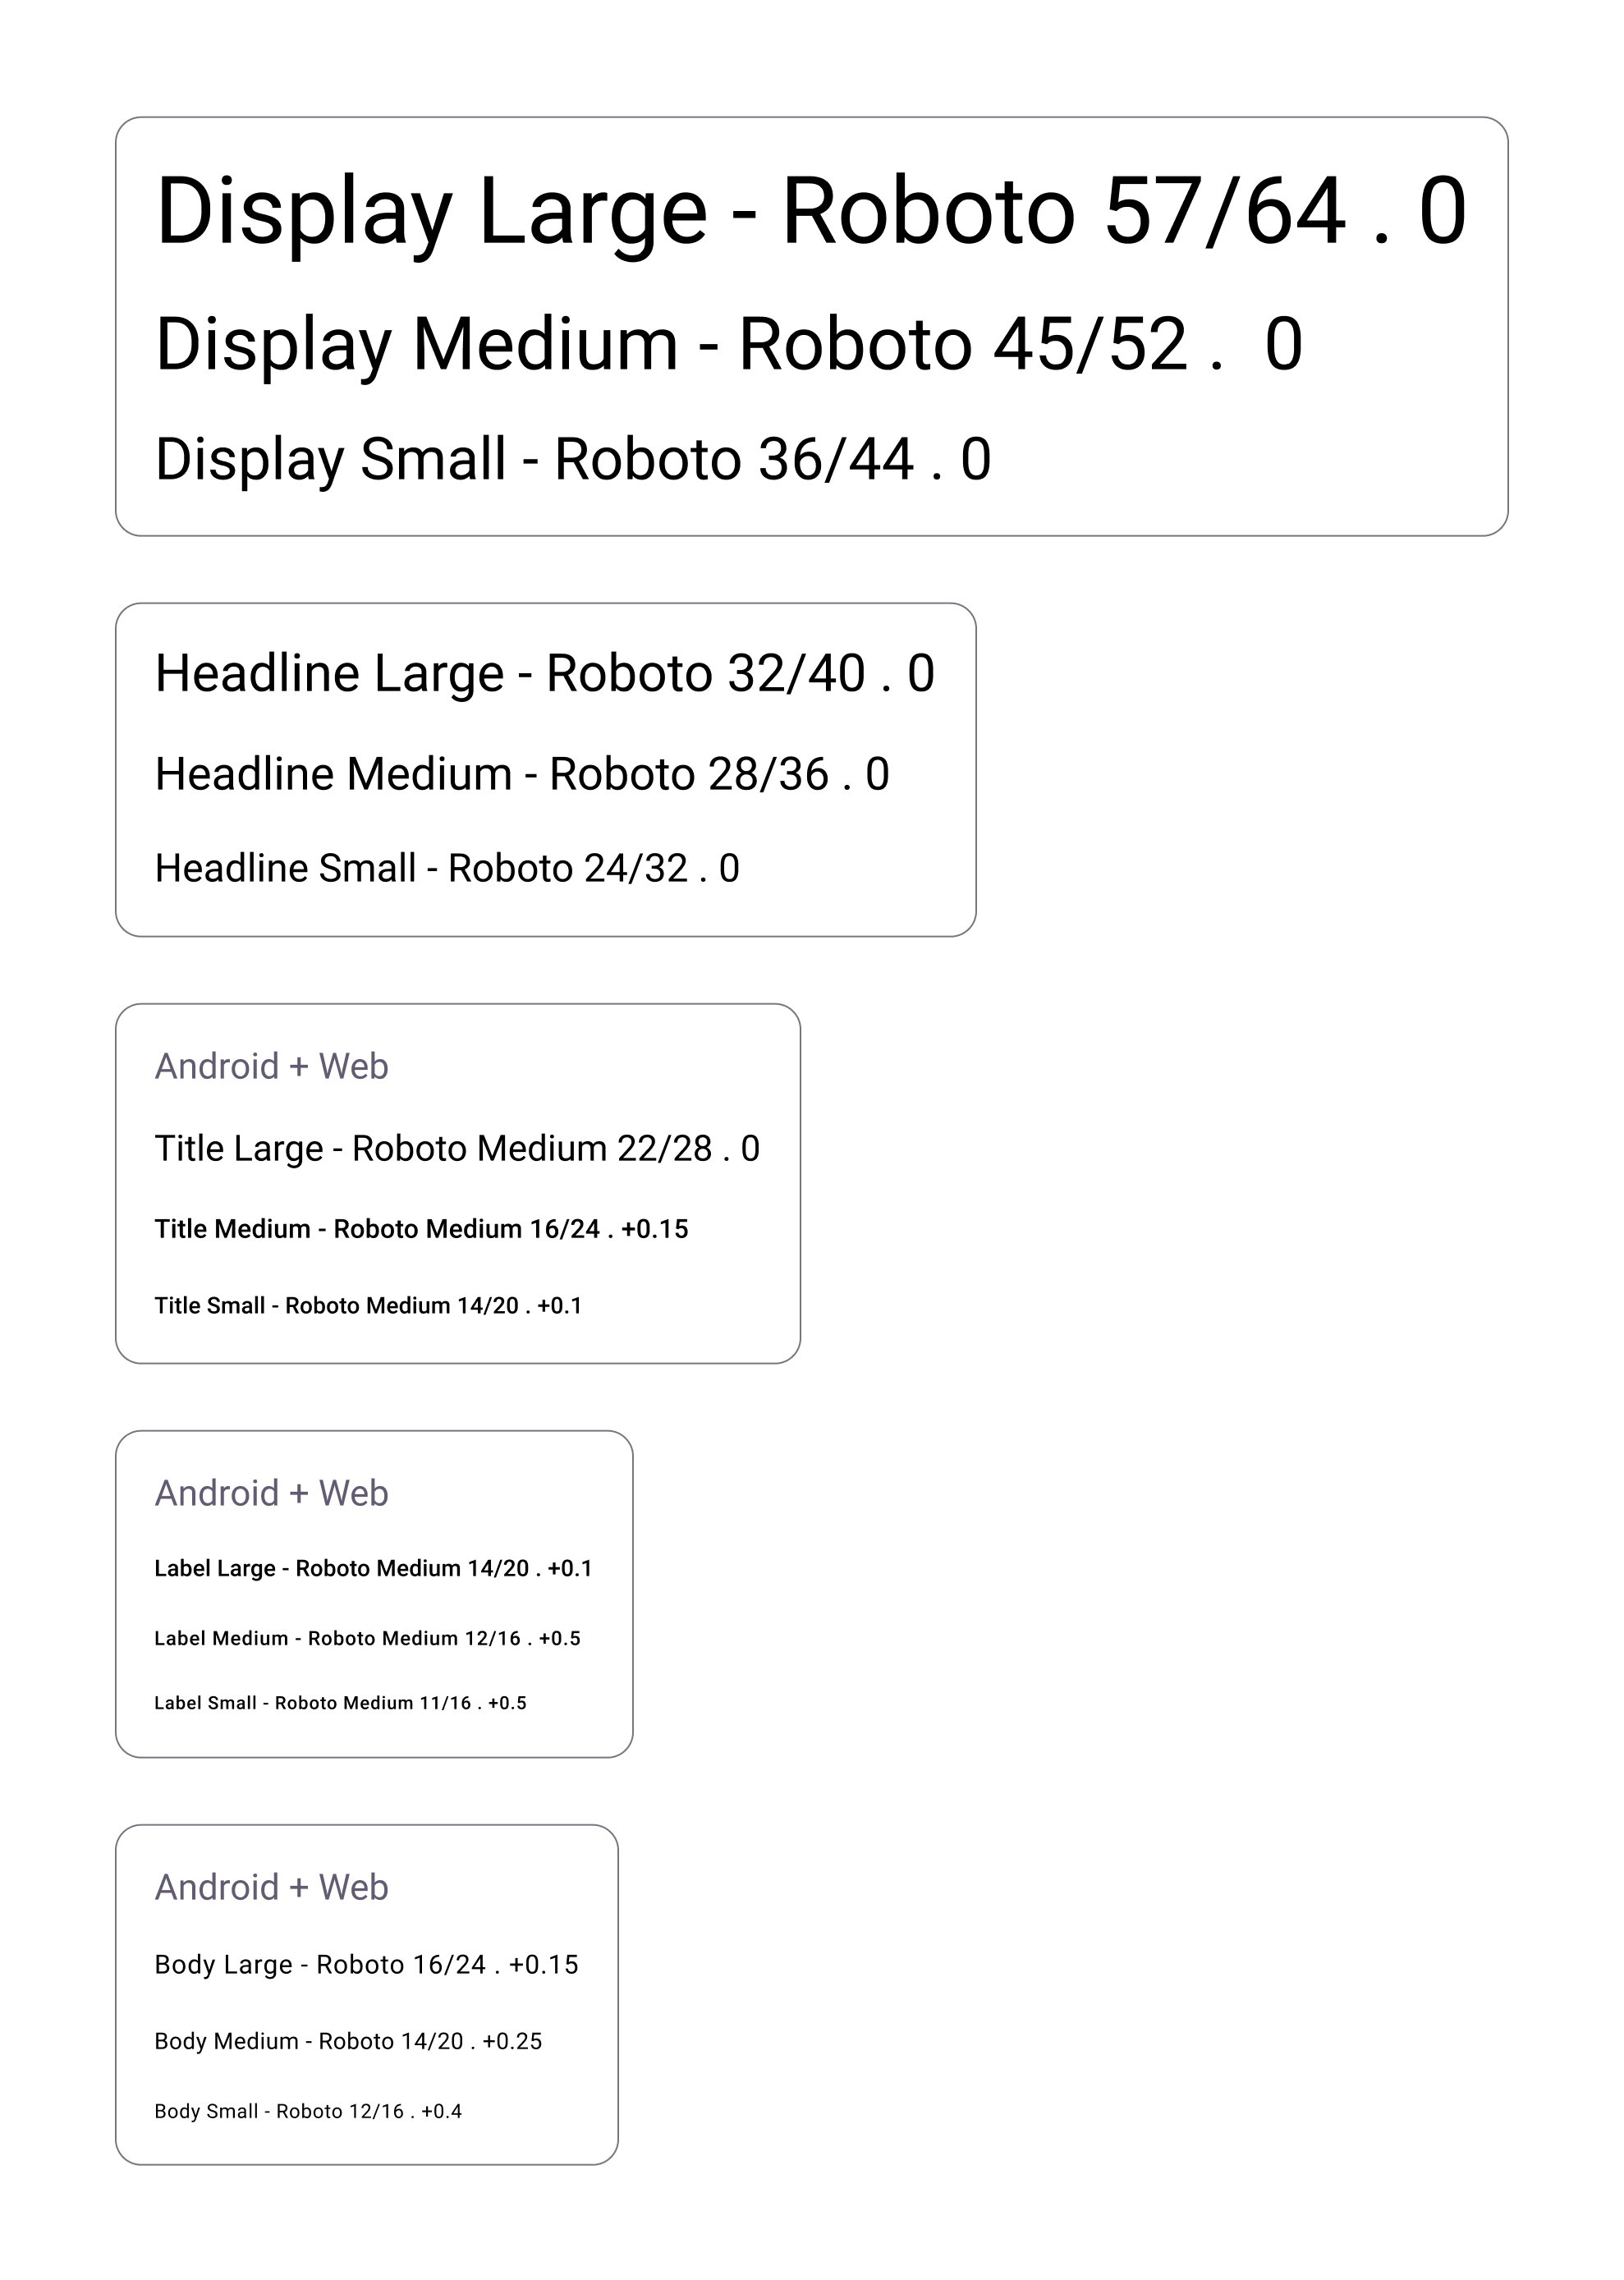 Display Large - Roboto 57/64 . 0
Display Medium - Roboto 45/52 .  0
Display Small - Roboto 36/44 . 0
Headline Large - Roboto 32/40 . 0
Headline Medium - Roboto 28/36 . 0
Headline Small - Roboto 24/32 . 0
Android + Web
Title Large - Roboto Medium 22/28 . 0
Title Medium - Roboto Medium 16/24 . +0.15
Title Small - Roboto Medium 14/20 . +0.1
Android + Web
Label Large - Roboto Medium 14/20 . +0.1
Label Medium - Roboto Medium 12/16 . +0.5
Label Small - Roboto Medium 11/16 . +0.5
Android + Web
Body Large - Roboto 16/24 . +0.15
Body Medium - Roboto 14/20 . +0.25
Body Small - Roboto 12/16 . +0.4